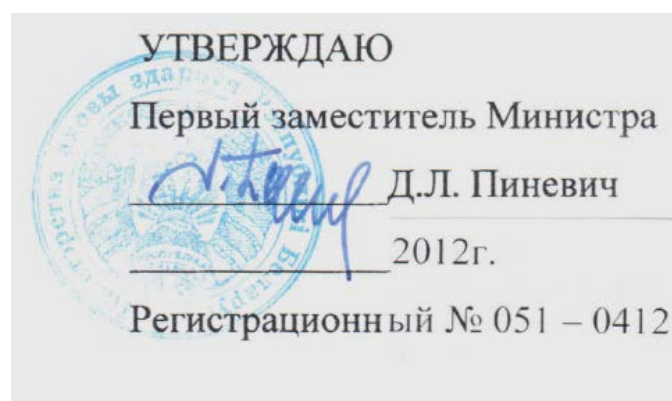 УТВЕРЖДАЮ
Первый заместитель Министра
Д.Л. Пиневич
2012г.
Регистрационный № 051 – 0412